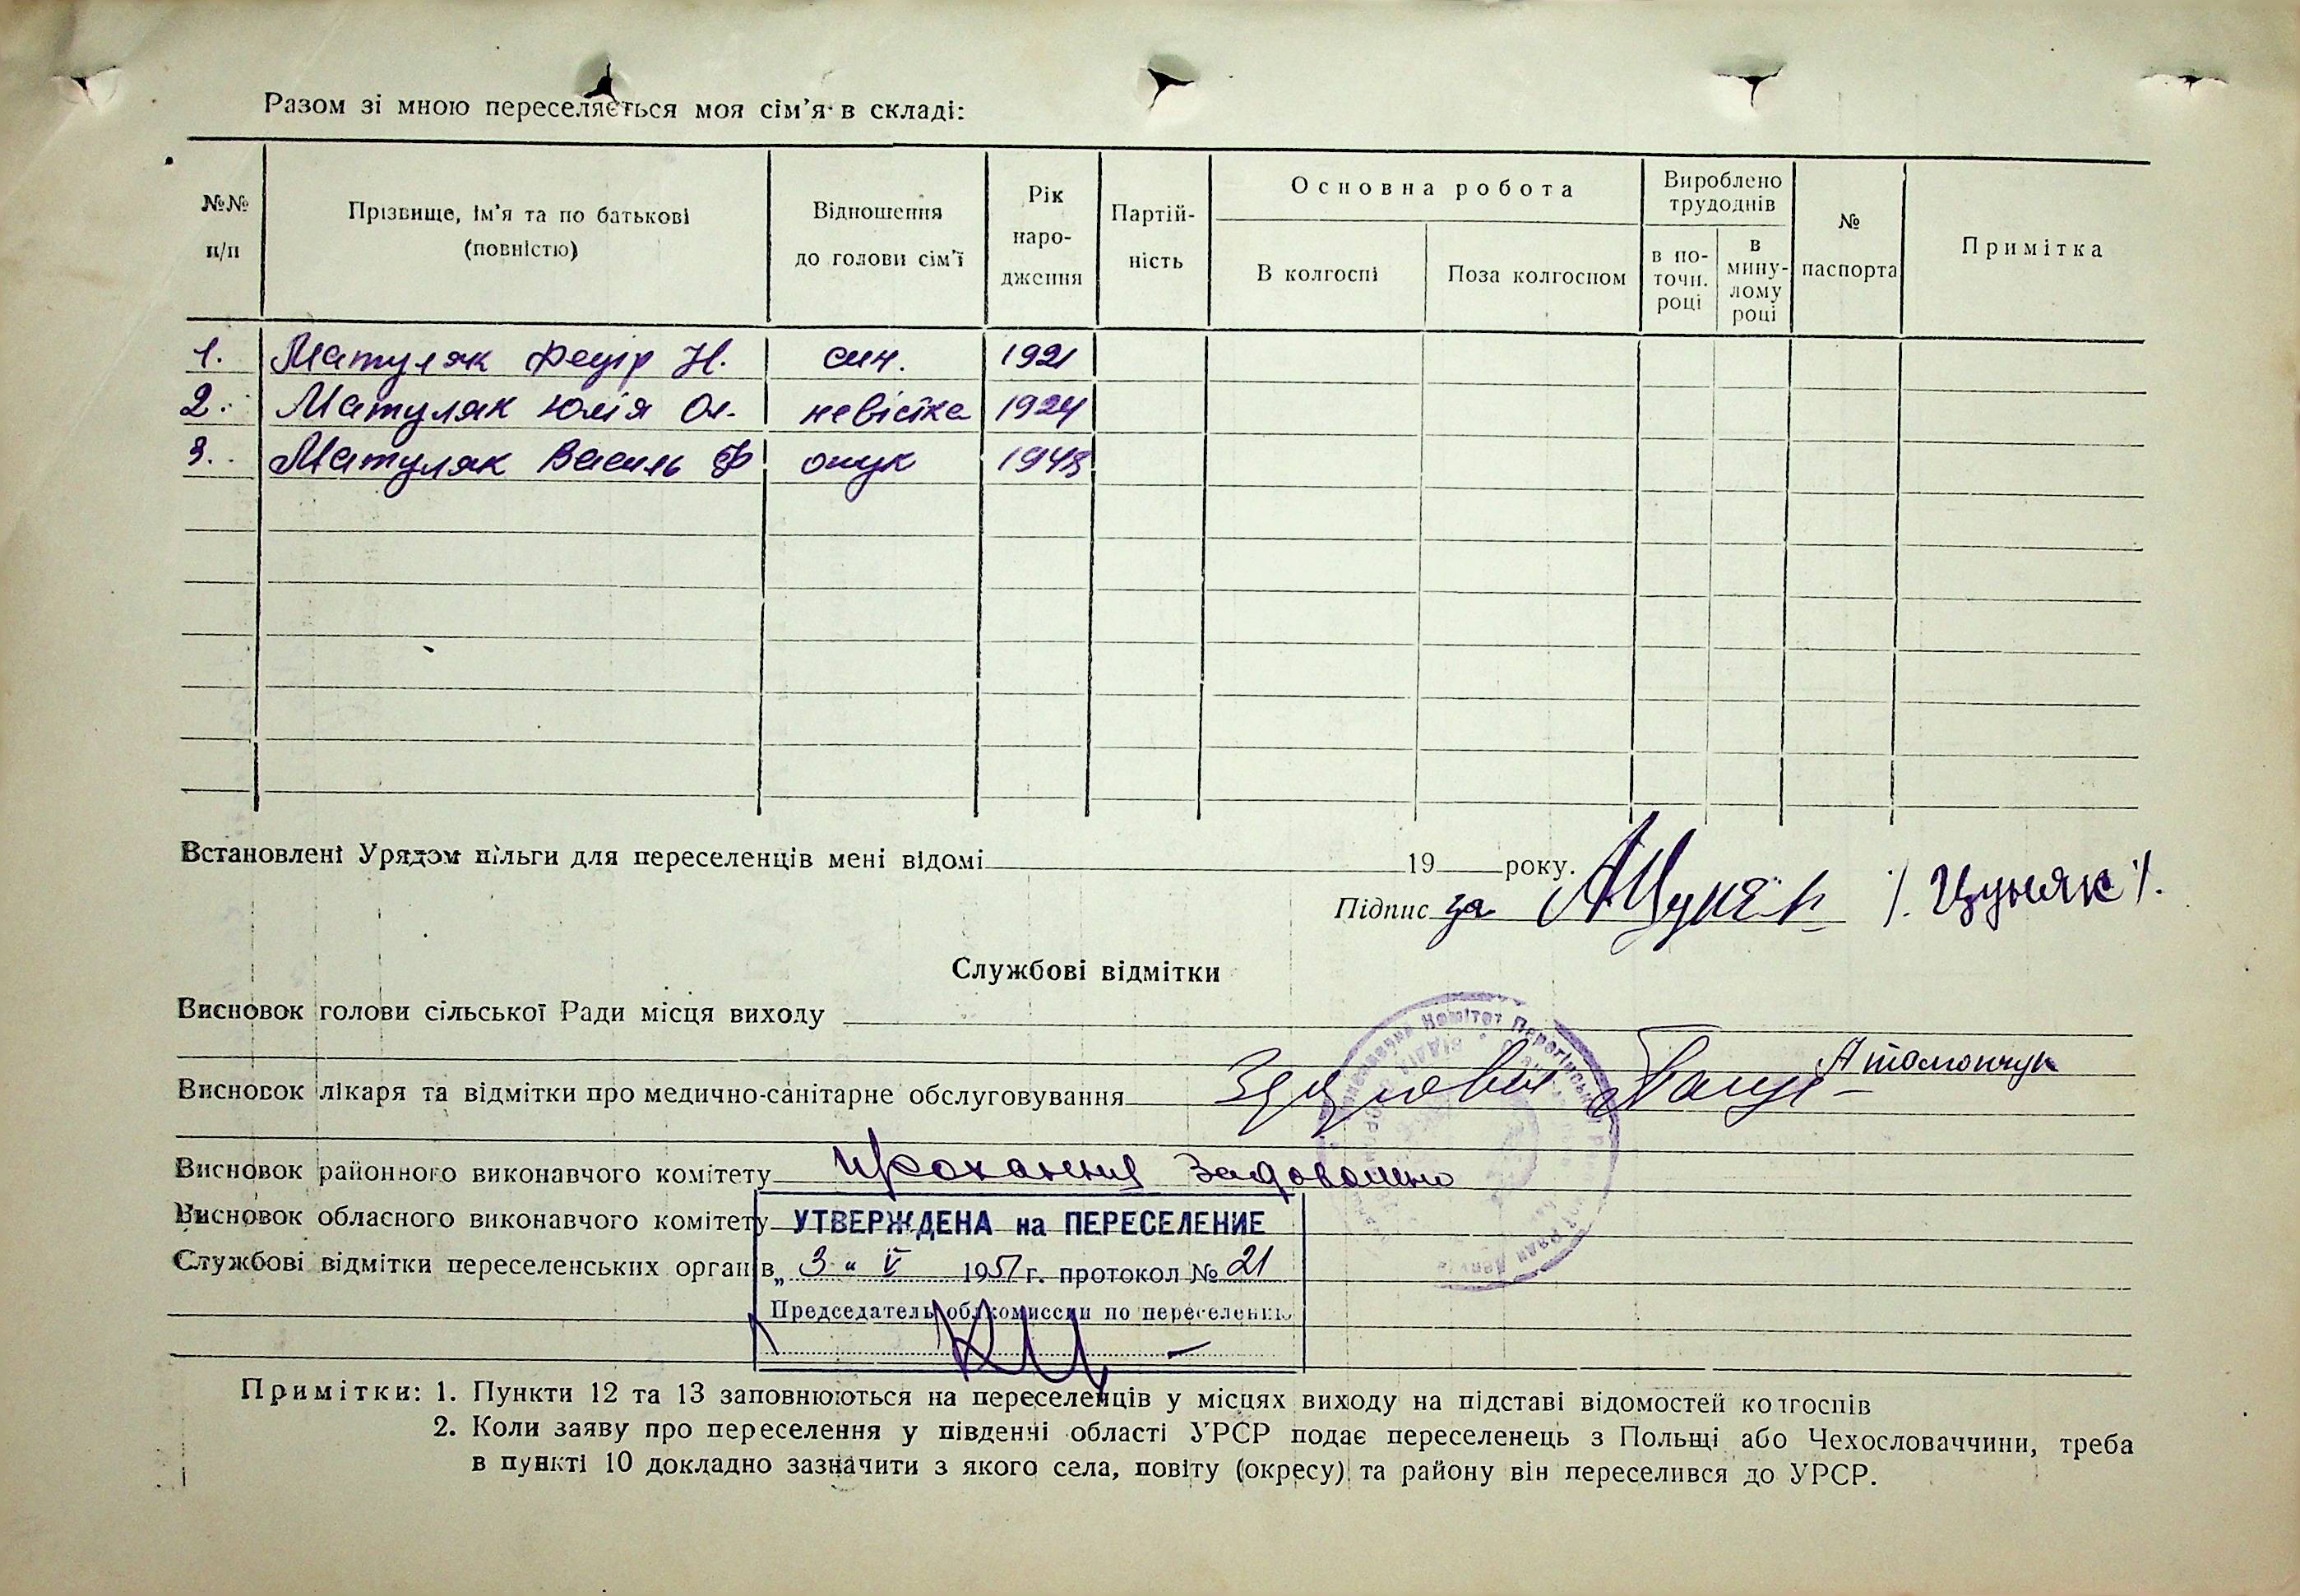 Разом зі мною переселяється моя сім'я в складі:
№№ п/п
Прізвище, ім'я та по батькові (повністю)
Відношення до голови сім'ї
Рік народження
Партійність
Основна робота
В колгоспі
Поза колгоспом
Вироблено трудоднів
в поточн. році
в минулому році
№ паспорта
Примітка
1. Матуляк Федір Н. син. 1921
2. Матуляк Юлія Ол. невістка 1924
3. Матуляк Василь Ф онук 1948
Встановлені Урядом пільги для переселенців мені відомі 19 року.
Підпис за А Цуняк /. Цуняк /.
Службові відмітки
Висновок голови сільської Ради місця виходу
Висновок лікаря та відмітки про медично-санітарне обслуговування Здорові
Висновок районного виконавчого комітету прохання задоволено
Висновок обласного виконавчого комітету
УТВЕРЖДЕНА на ПЕРЕСЕЛЕНИЕ
Службові відмітки переселенських органів
„ 3 " V 1951 г. протокол № 21
Председатель облкомиссии по переселению
Примітки: 1. Пункти 12 та 13 заповнюються на переселенців у місцях виходу на підставі відомостей колгоспів
2. Коли заяву про переселення у південні області УРСР подає переселенець з Польщі або Чехословаччини, треба
в пункті 10 докладно зазначити з якого села, повіту (окресу) та району він переселився до УРСР.